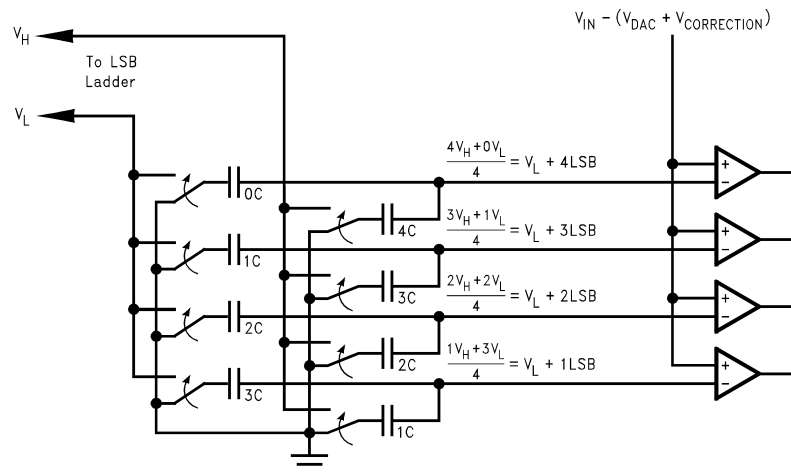 V_IN − (V_DAC + V_CORRECTION)
V_H
To LSB
Ladder
V_L
(4V_H + 0V_L)/4 = V_L + 4LSB
0C
4C
(3V_H + 1V_L)/4 = V_L + 3LSB
1C
3C
(2V_H + 2V_L)/4 = V_L + 2LSB
2C
2C
(1V_H + 3V_L)/4 = V_L + 1LSB
3C
1C
+
−
+
−
+
−
+
−